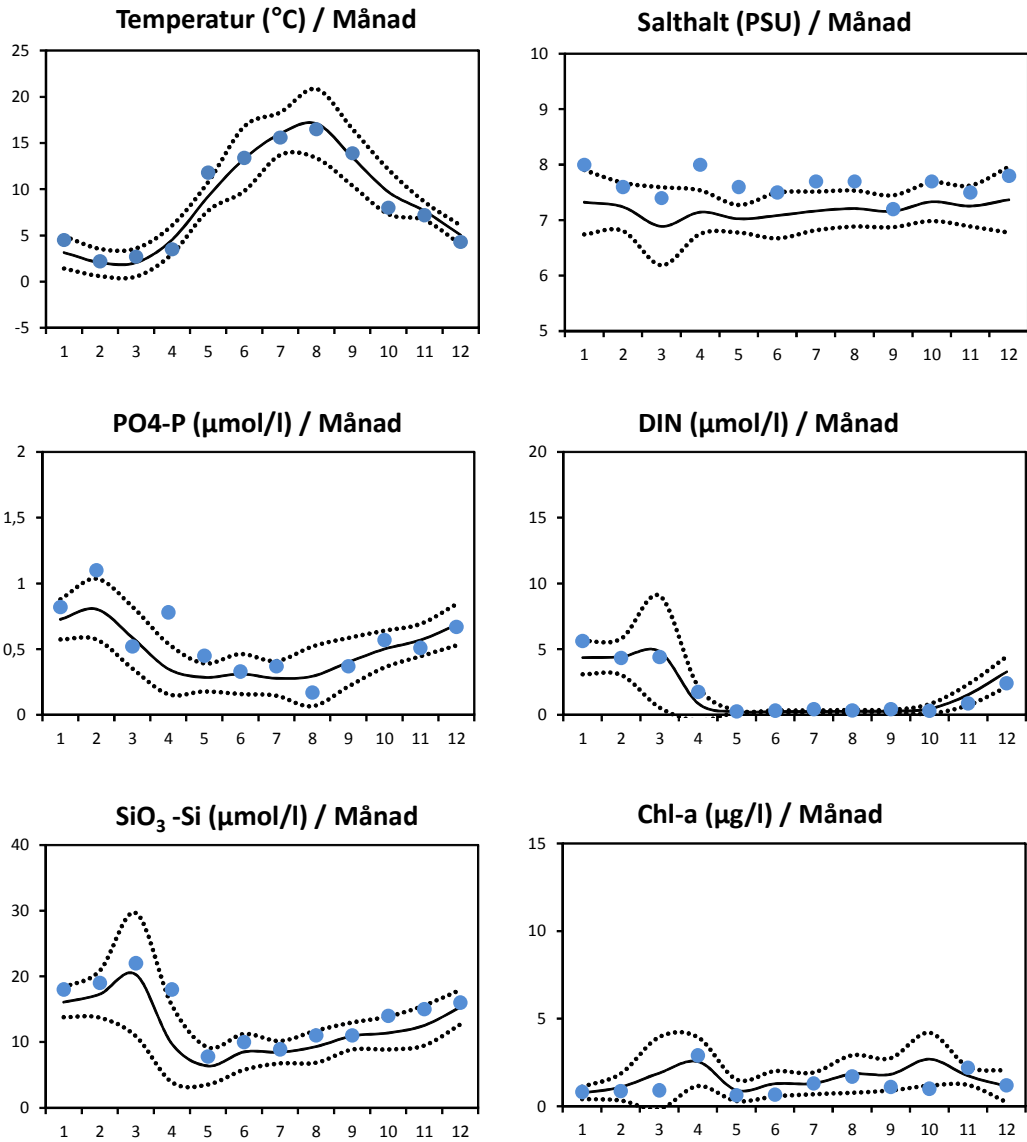 Temperatur (°C) / Månad
25
20
15
10
5
0
-5
1 2 3 4 5 6 7 8 9 10 11 12
Salthalt (PSU) / Månad
10
9
8
7
6
5
1 2 3 4 5 6 7 8 9 10 11 12
PO4-P (µmol/l) / Månad
2
1,5
1
0,5
0
1 2 3 4 5 6 7 8 9 10 11 12
DIN (µmol/l) / Månad
20
15
10
5
0
1 2 3 4 5 6 7 8 9 10 11 12
SiO₃ -Si (µmol/l) / Månad
40
30
20
10
0
1 2 3 4 5 6 7 8 9 10 11 12
Chl-a (µg/l) / Månad
15
10
5
0
1 2 3 4 5 6 7 8 9 10 11 12